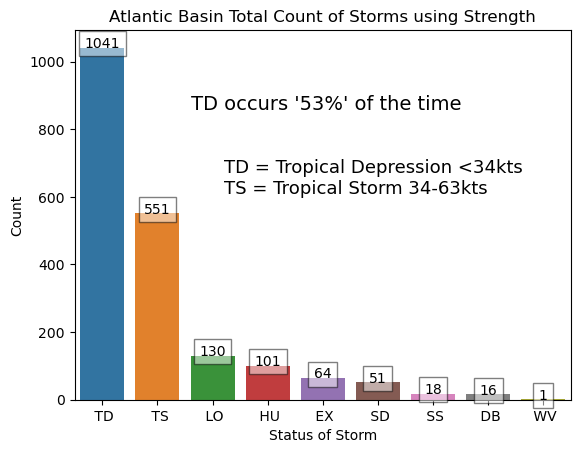 Atlantic Basin Total Count of Storms using Strength
1041
1000
TD occurs '53%' of the time
800
TD = Tropical Depression <34kts
TS = Tropical Storm 34-63kts
600
551
Count
400
200
130
101
64
51
18
16
1
0
TD TS LO HU EX SD SS DB WV
Status of Storm